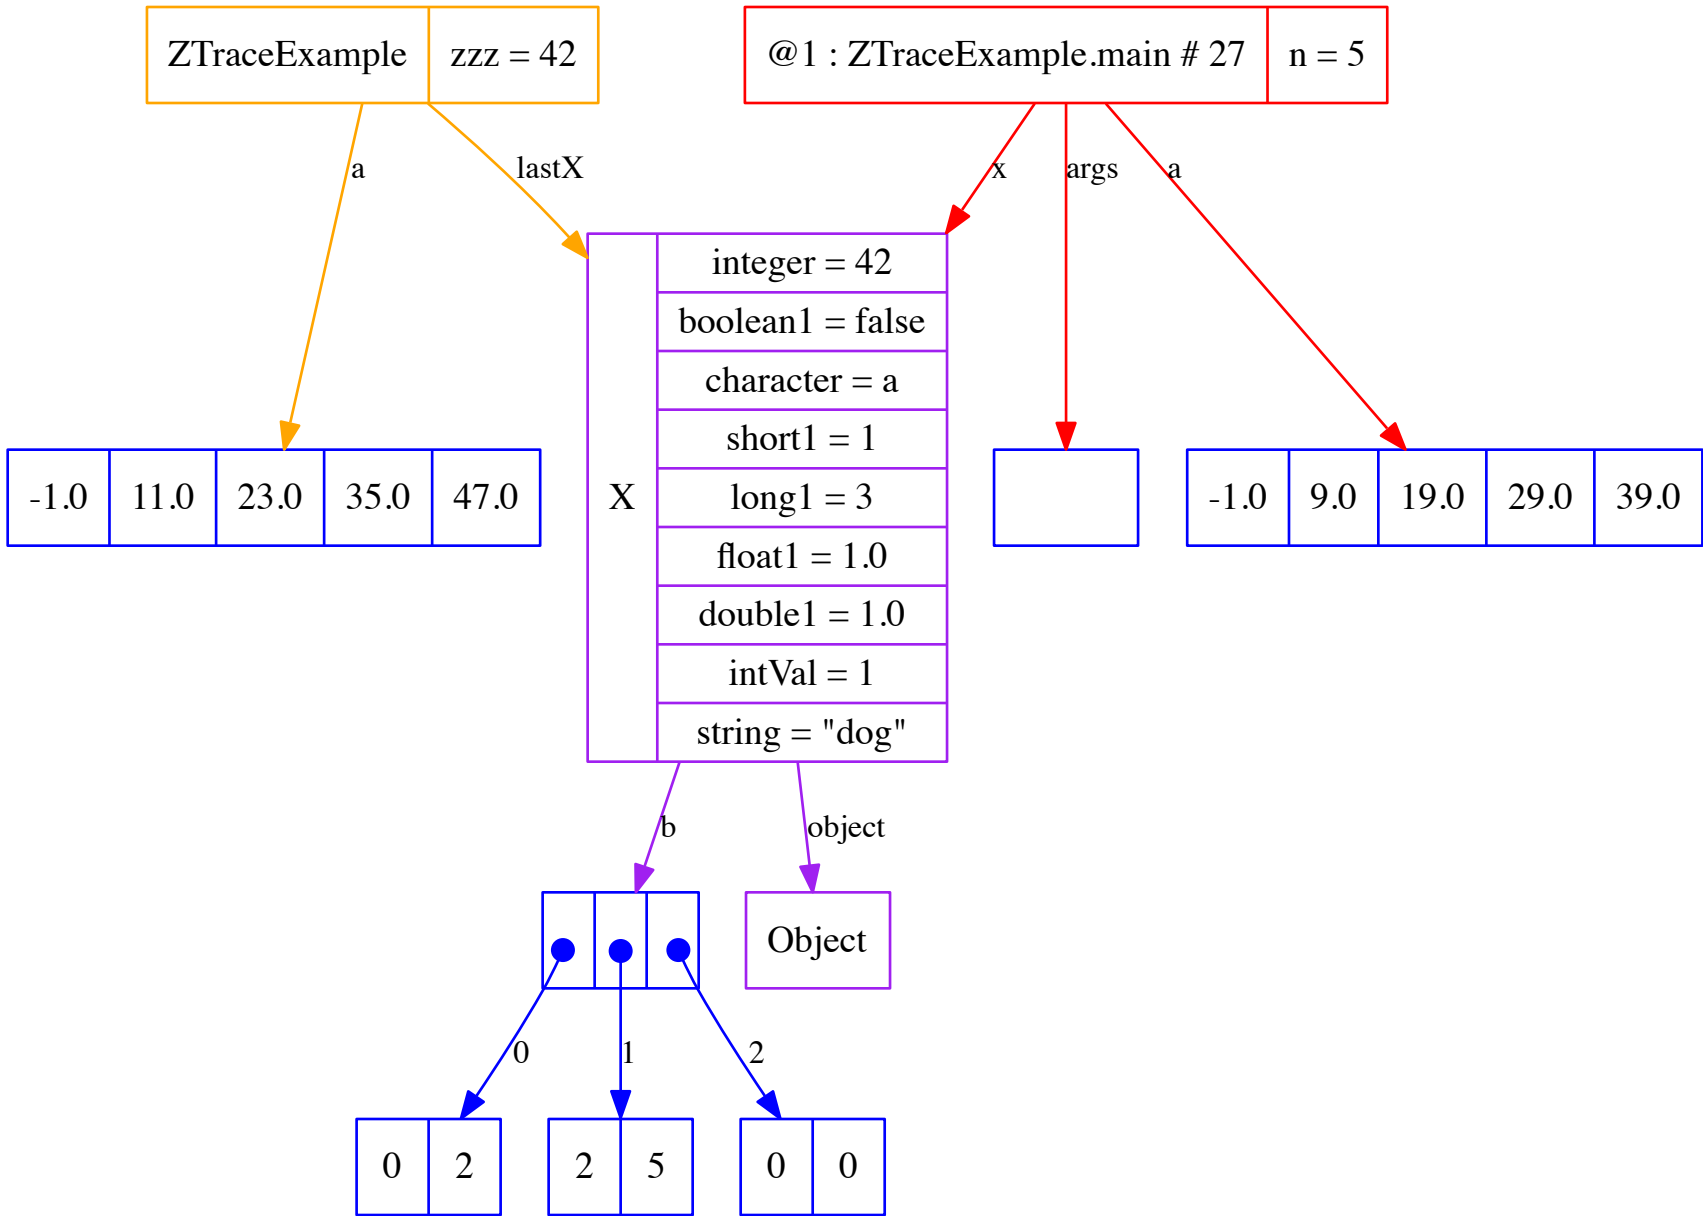 ZTraceExample
zzz = 42
@1 : ZTraceExample.main # 27
n = 5
a
lastX
x
args
a
X
integer = 42
boolean1 = false
character = a
short1 = 1
long1 = 3
float1 = 1.0
double1 = 1.0
intVal = 1
string = "dog"
-1.0 11.0 23.0 35.0 47.0
-1.0 9.0 19.0 29.0 39.0
b
object
Object
0
1
2
0 2
2 5
0 0